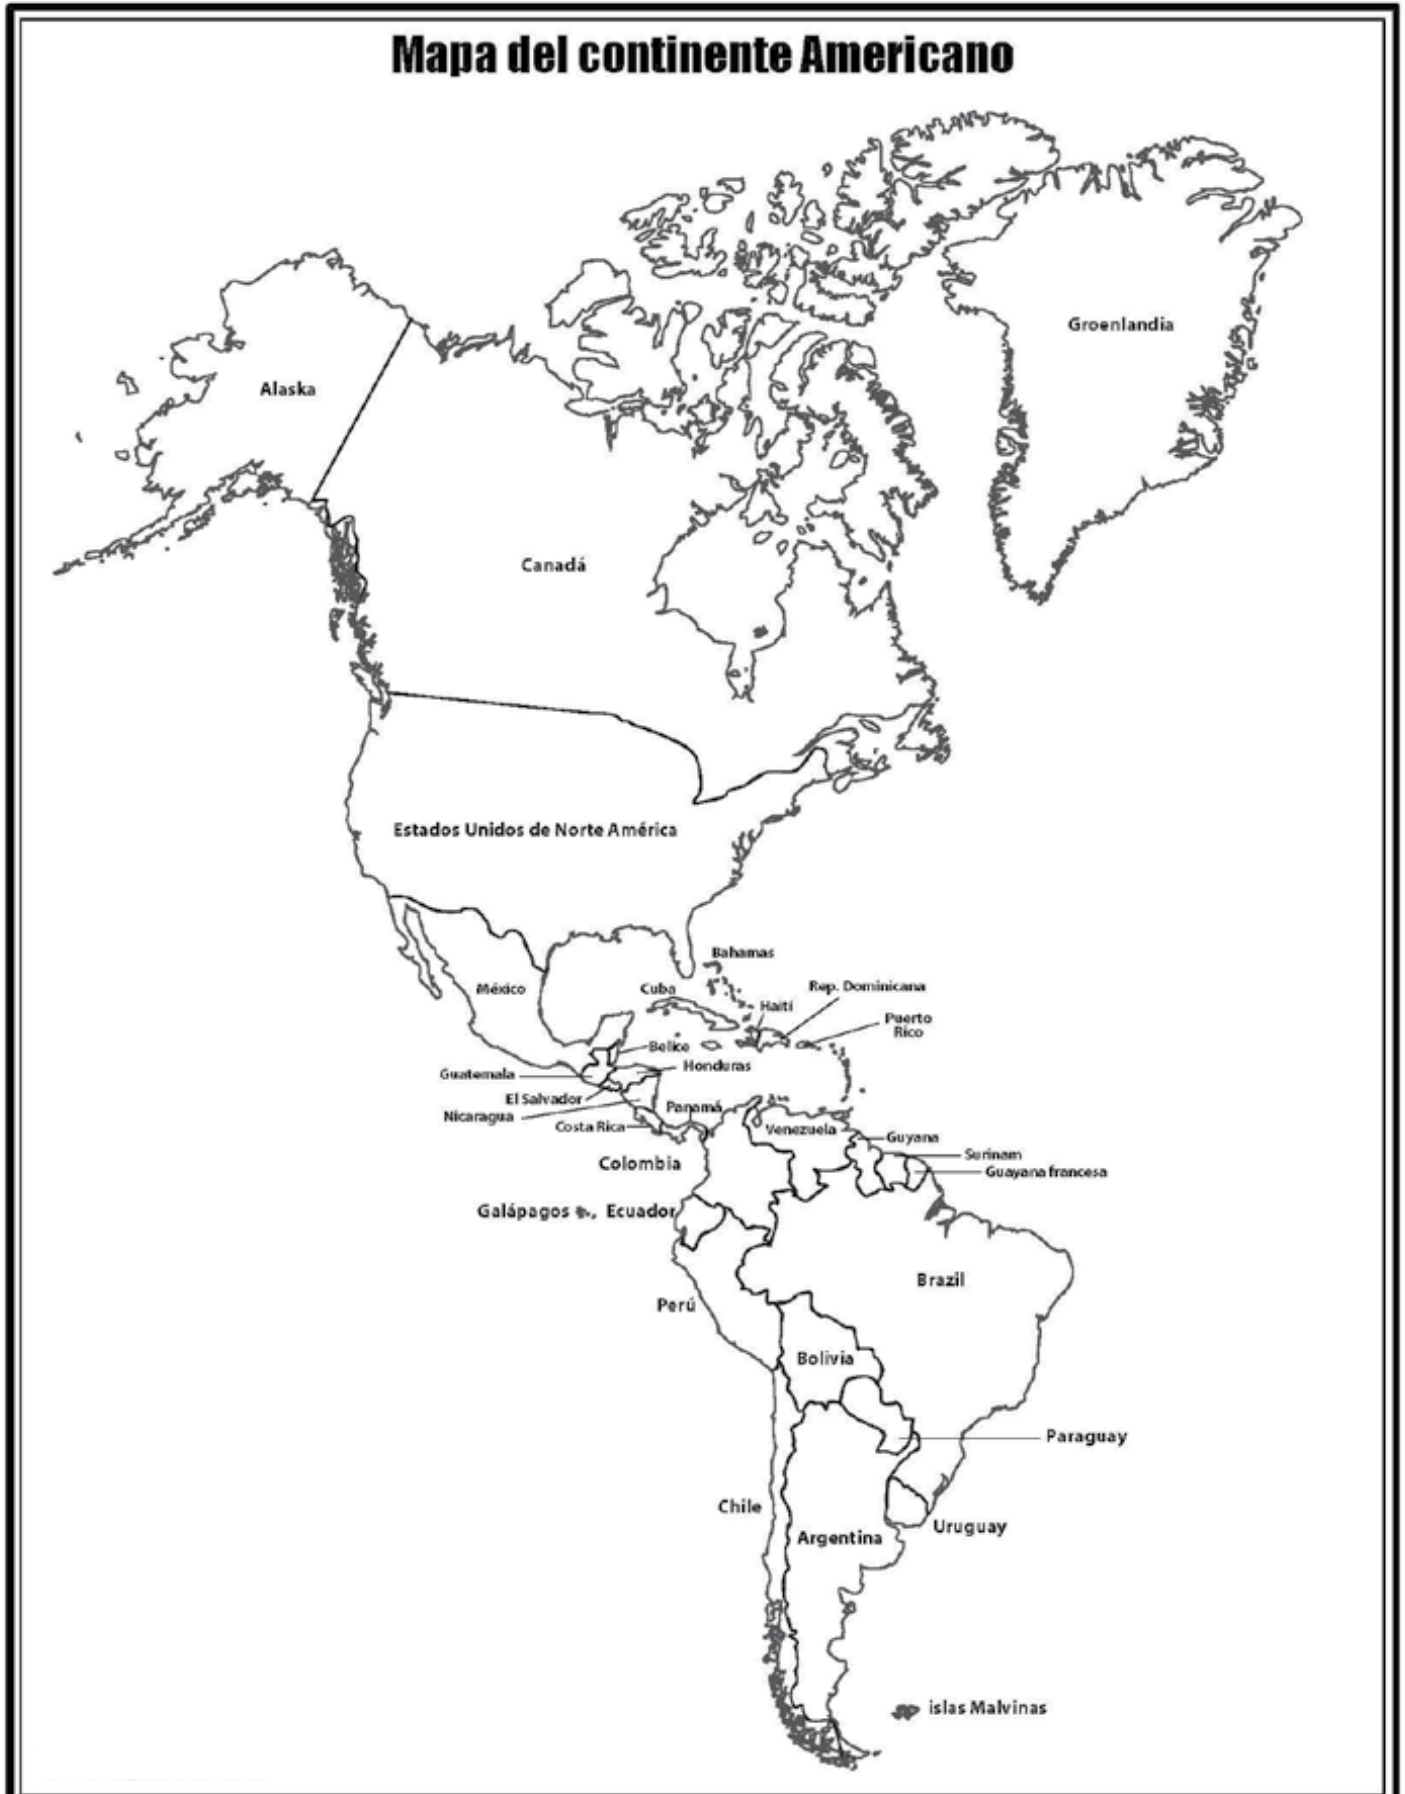 Mapa del continente Americano
Groenlandia
Alaska
Canadá
Estados Unidos de Norte América
Bahamas
México
Cuba
Rep. Dominicana
Haití
Puerto
Rico
Belice
Honduras
Guatemala
El Salvador
Nicaragua
Panamá
Costa Rica
Venezuela
Guyana
Surinam
Colombia
Guayana francesa
Galápagos
Ecuador
Brazil
Perú
Bolivia
Paraguay
Chile
Uruguay
Argentina
islas Malvinas